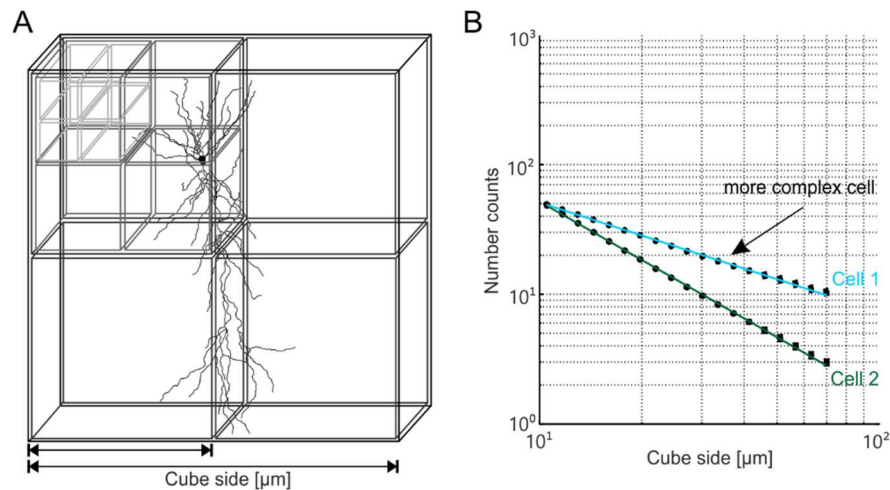 A
Cube side [µm]
B
Number counts
10³
10²
10¹
10⁰
more complex cell
Cell 1
Cell 2
10¹
10²
Cube side [µm]